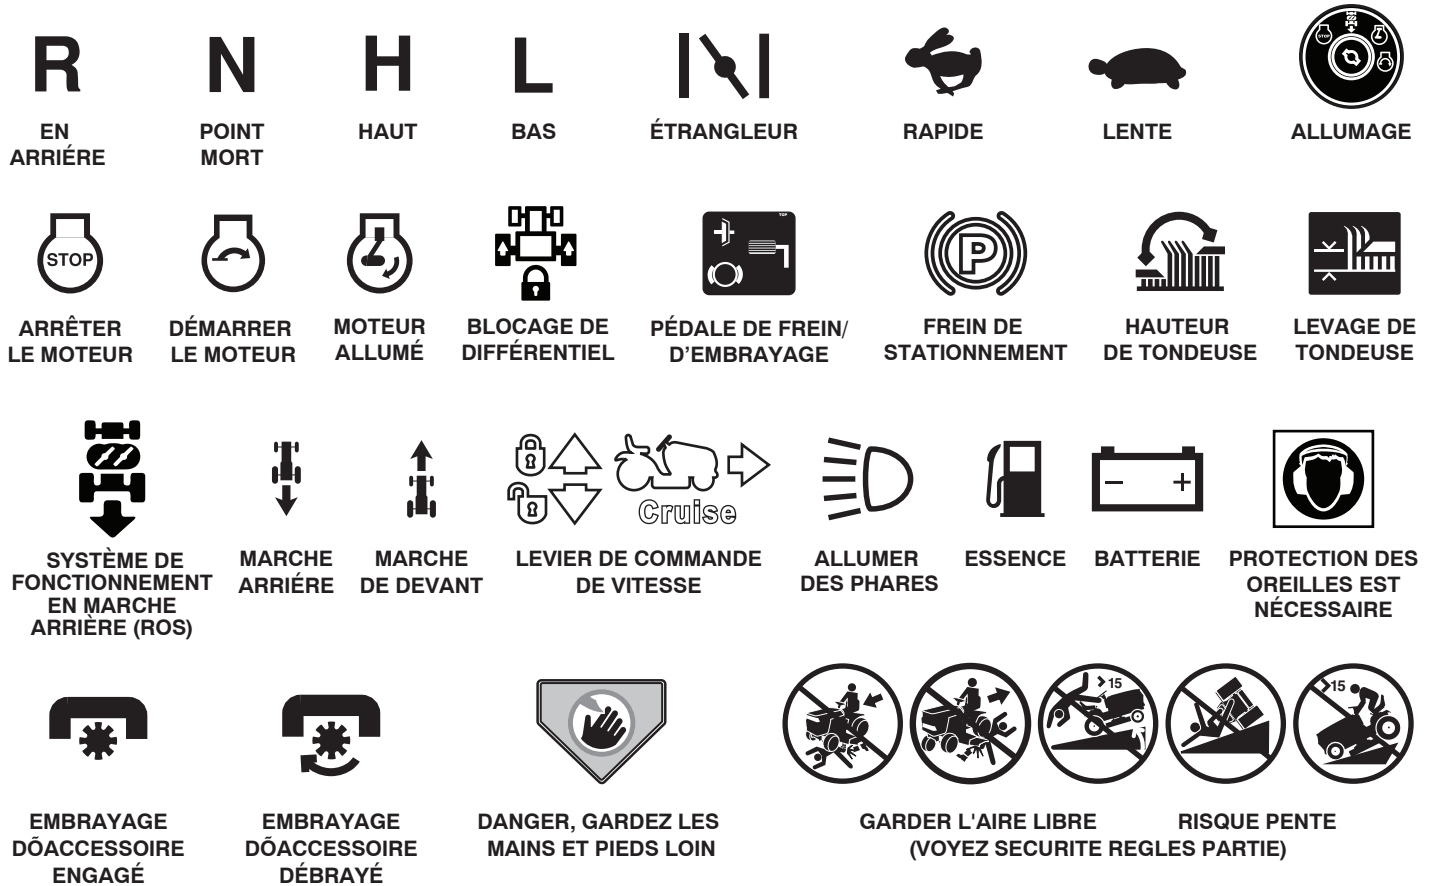 R
N
H
L
EN
ARRIÉRE
POINT
MORT
HAUT
BAS
ÉTRANGLEUR
RAPIDE
LENTE
ALLUMAGE
STOP
STOP
TOP
P
ARRÊTER
LE MOTEUR
DÉMARRER
LE MOTEUR
MOTEUR
ALLUMÉ
BLOCAGE DE
DIFFÉRENTIEL
PÉDALE DE FREIN/
D’EMBRAYAGE
FREIN DE
STATIONNEMENT
HAUTEUR
DE TONDEUSE
LEVAGE DE
TONDEUSE
Cruise
SYSTÈME DE
FONCTIONNEMENT
EN MARCHE
ARRIÈRE (ROS)
MARCHE
ARRIÉRE
MARCHE
DE DEVANT
LEVIER DE COMMANDE
DE VITESSE
ALLUMER
DES PHARES
ESSENCE
− +
BATTERIE
PROTECTION DES
OREILLES EST
NÉCESSAIRE
>15
>15
EMBRAYAGE
DÕACCESSOIRE
ENGAGÉ
EMBRAYAGE
DÕACCESSOIRE
DÉBRAYÉ
DANGER, GARDEZ LES
MAINS ET PIEDS LOIN
GARDER L'AIRE LIBRE
RISQUE PENTE
(VOYEZ SECURITE REGLES PARTIE)